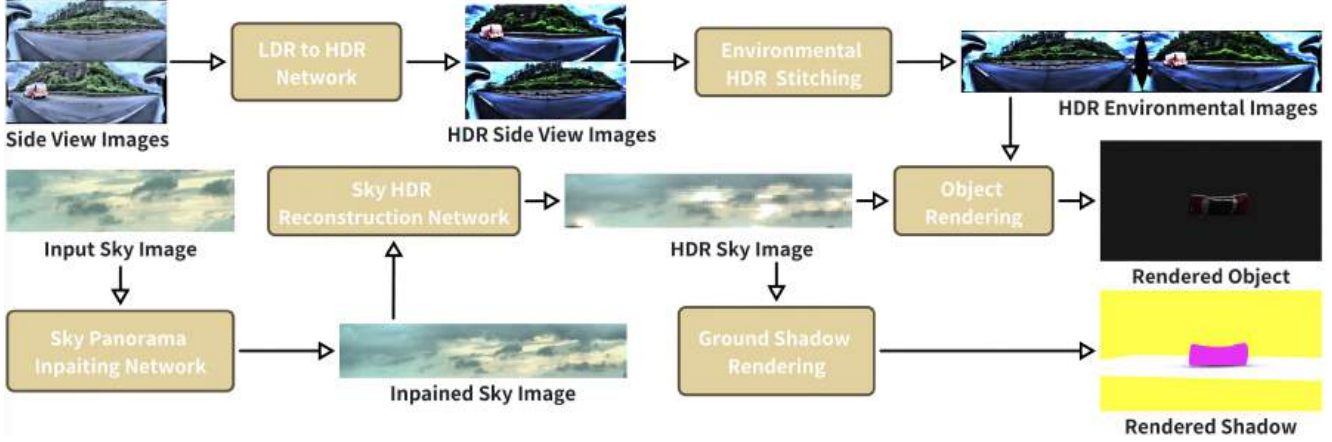 LDR to HDR
Network
Environmental
HDR Stitching
Side View Images
HDR Side View Images
HDR Environmental Images
Sky HDR
Reconstruction Network
Object
Rendering
Input Sky Image
HDR Sky Image
Rendered Object
Sky Panorama
Inpaiting Network
Inpained Sky Image
Ground Shadow
Rendering
Rendered Shadow